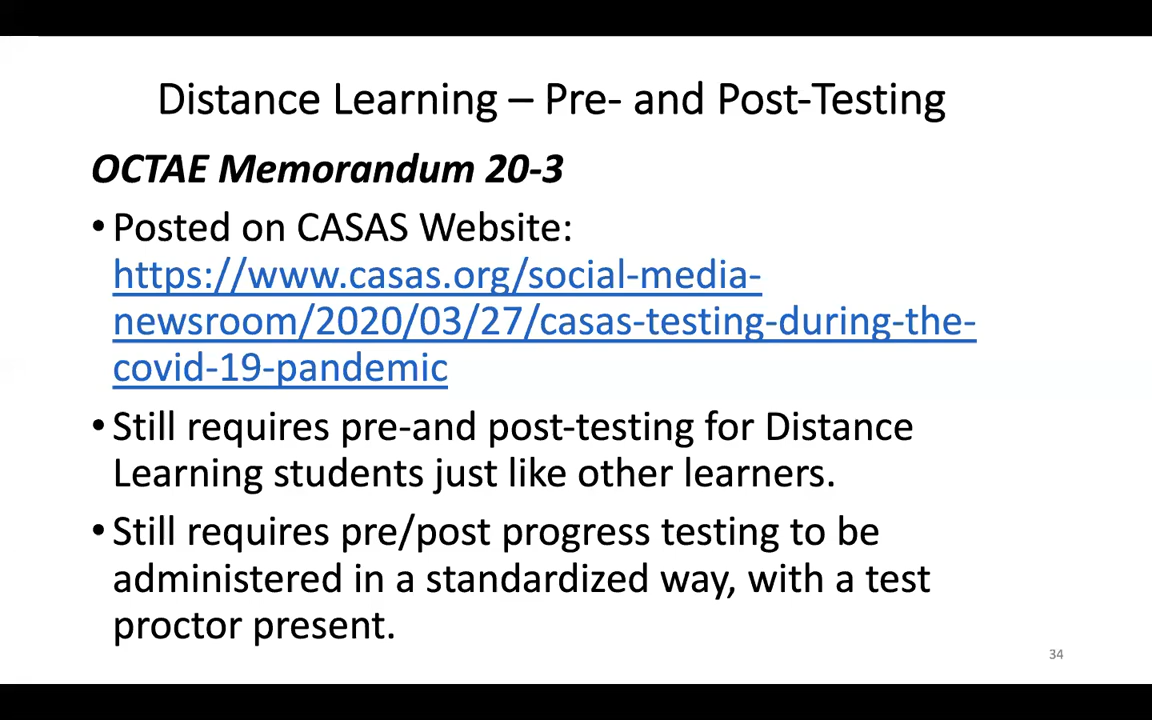 Distance Learning – Pre- and Post-Testing
OCTAE Memorandum 20-3
•Posted on CASAS Website:
https://www.casas.org/social-media-
newsroom/2020/03/27/casas-testing-during-the-
covid-19-pandemic
•Still requires pre-and post-testing for Distance
Learning students just like other learners.
•Still requires pre/post progress testing to be
administered in a standardized way, with a test
proctor present.
34